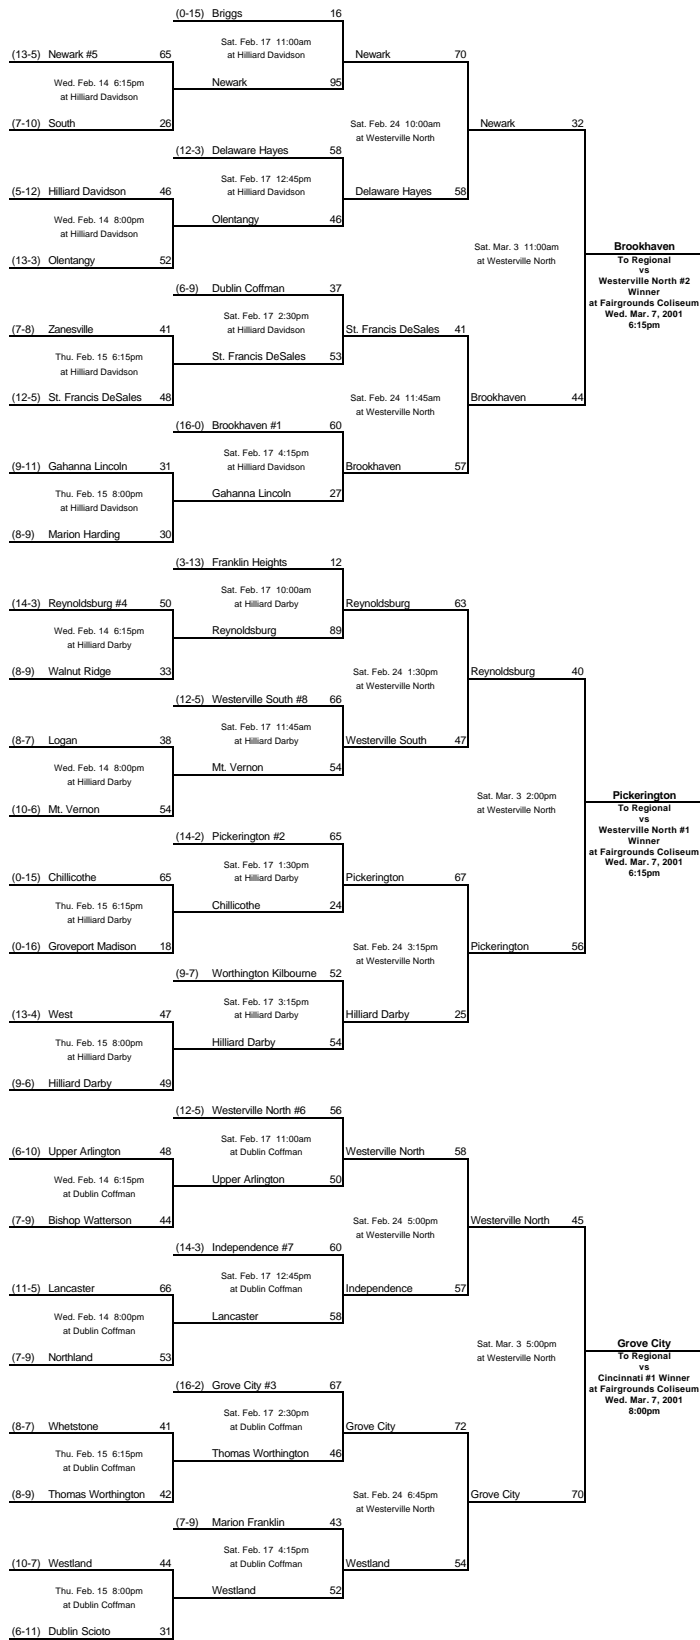 (0-15) Briggs 16
Sat. Feb. 17 11:00am
(13-5) Newark #5 65
at Hilliard Davidson
Newark 70
Wed. Feb. 14 6:15pm
at Hilliard Davidson
Newark 95
(7-10) South 26
Sat. Feb. 24 10:00am
at Westerville North
Newark 32
(12-3) Delaware Hayes 58
Sat. Feb. 17 12:45pm
at Hilliard Davidson
(5-12) Hilliard Davidson 46
Delaware Hayes 58
Wed. Feb. 14 8:00pm
at Hilliard Davidson
Olentangy 46
(13-3) Olentangy 52
Sat. Mar. 3 11:00am
at Westerville North
Brookhaven
To Regional
vs
Westerville North #2
Winner
at Fairgrounds Coliseum
Wed. Mar. 7, 2001
6:15pm
(6-9) Dublin Coffman 37
Sat. Feb. 17 2:30pm
at Hilliard Davidson
(7-8) Zanesville 41
St. Francis DeSales 41
Thu. Feb. 15 6:15pm
at Hilliard Davidson
St. Francis DeSales 53
(12-5) St. Francis DeSales 48
Sat. Feb. 24 11:45am
at Westerville North
Brookhaven 44
(16-0) Brookhaven #1 60
Sat. Feb. 17 4:15pm
at Hilliard Davidson
(9-11) Gahanna Lincoln 31
Brookhaven 57
Thu. Feb. 15 8:00pm
at Hilliard Davidson
Gahanna Lincoln 27
(8-9) Marion Harding 30
(3-13) Franklin Heights 12
Sat. Feb. 17 10:00am
at Hilliard Darby
(14-3) Reynoldsburg #4 50
Reynoldsburg 63
Wed. Feb. 14 6:15pm
at Hilliard Darby
Reynoldsburg 89
(8-9) Walnut Ridge 33
Sat. Feb. 24 1:30pm
at Westerville North
Reynoldsburg 40
(12-5) Westerville South #8 66
Sat. Feb. 17 11:45am
at Hilliard Darby
(8-7) Logan 38
Westerville South 47
Wed. Feb. 14 8:00pm
at Hilliard Darby
Mt. Vernon 54
(10-6) Mt. Vernon 54
Sat. Mar. 3 2:00pm
at Westerville North
Pickerington
To Regional
vs
Westerville North #1
Winner
at Fairgrounds Coliseum
Wed. Mar. 7, 2001
6:15pm
(14-2) Pickerington #2 65
Sat. Feb. 17 1:30pm
at Hilliard Darby
(0-15) Chillicothe 65
Pickerington 67
Thu. Feb. 15 6:15pm
at Hilliard Darby
Chillicothe 24
(0-16) Groveport Madison 18
Sat. Feb. 24 3:15pm
at Westerville North
Pickerington 56
(9-7) Worthington Kilbourne 52
Sat. Feb. 17 3:15pm
at Hilliard Darby
(13-4) West 47
Hilliard Darby 25
Thu. Feb. 15 8:00pm
at Hilliard Darby
Hilliard Darby 54
(9-6) Hilliard Darby 49
(12-5) Westerville North #6 56
Sat. Feb. 17 11:00am
at Dublin Coffman
(6-10) Upper Arlington 48
Westerville North 58
Wed. Feb. 14 6:15pm
at Dublin Coffman
Upper Arlington 50
(7-9) Bishop Watterson 44
Sat. Feb. 24 5:00pm
at Westerville North
Westerville North 45
(14-3) Independence #7 60
Sat. Feb. 17 12:45pm
at Dublin Coffman
(11-5) Lancaster 66
Independence 57
Wed. Feb. 14 8:00pm
at Dublin Coffman
Lancaster 58
(7-9) Northland 53
Sat. Mar. 3 5:00pm
at Westerville North
Grove City
To Regional
vs
Cincinnati #1 Winner
at Fairgrounds Coliseum
Wed. Mar. 7, 2001
8:00pm
(16-2) Grove City #3 67
Sat. Feb. 17 2:30pm
at Dublin Coffman
(8-7) Whetstone 41
Grove City 72
Thu. Feb. 15 6:15pm
at Dublin Coffman
Thomas Worthington 46
(8-9) Thomas Worthington 42
Sat. Feb. 24 6:45pm
at Westerville North
Grove City 70
(7-9) Marion Franklin 43
Sat. Feb. 17 4:15pm
at Dublin Coffman
(10-7) Westland 44
Westland 54
Thu. Feb. 15 8:00pm
at Dublin Coffman
Westland 52
(6-11) Dublin Scioto 31